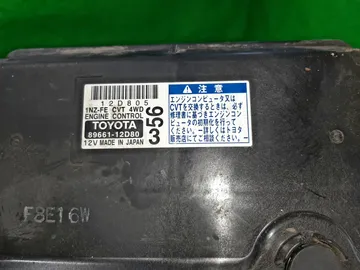 12D805
1NZ-FE CVT 4WD
ENGINE CONTROL
TOYOTA
89661-12D80
12V MADE IN JAPAN
356
注意
エンジンコンピュータ又は
CVTを交換するときは、必ず
修理書に基づきエンジンコン
ピュータの初期化を行って
ください。―詳しくはトヨタ
販売店にてご相談ください。
F8E16W